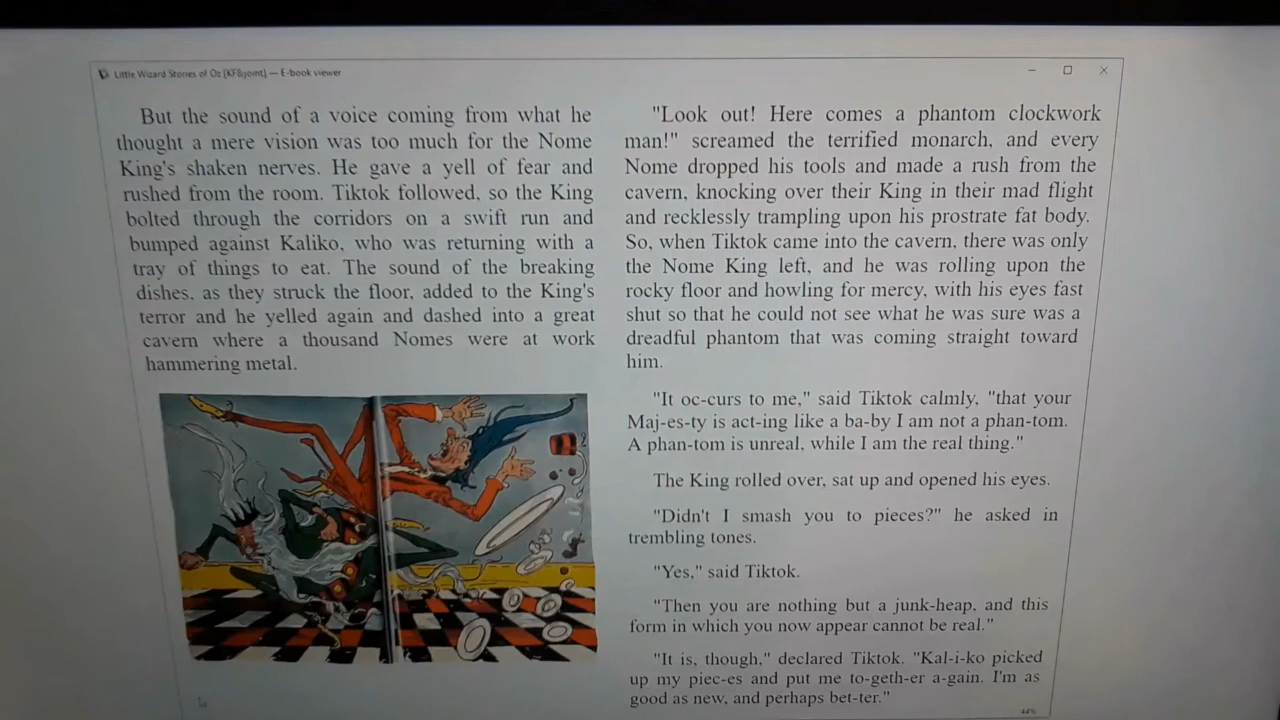 Little Wizard Stories of Oz [KF8:joint] — E-book viewer
But the sound of a voice coming from what he
thought a mere vision was too much for the Nome
King's shaken nerves. He gave a yell of fear and
rushed from the room. Tiktok followed, so the King
bolted through the corridors on a swift run and
bumped against Kaliko, who was returning with a
tray of things to eat. The sound of the breaking
dishes, as they struck the floor, added to the King's
terror and he yelled again and dashed into a great
cavern where a thousand Nomes were at work
hammering metal.
"Look out! Here comes a phantom clockwork
man!" screamed the terrified monarch, and every
Nome dropped his tools and made a rush from the
cavern, knocking over their King in their mad flight
and recklessly trampling upon his prostrate fat body.
So, when Tiktok came into the cavern, there was only
the Nome King left, and he was rolling upon the
rocky floor and howling for mercy, with his eyes fast
shut so that he could not see what he was sure was a
dreadful phantom that was coming straight toward
him.
"It oc-curs to me," said Tiktok calmly, "that your
Maj-es-ty is act-ing like a ba-by I am not a phan-tom.
A phan-tom is unreal, while I am the real thing."
The King rolled over, sat up and opened his eyes.
"Didn't I smash you to pieces?" he asked in
trembling tones.
"Yes," said Tiktok.
"Then you are nothing but a junk-heap, and this
form in which you now appear cannot be real."
"It is, though," declared Tiktok. "Kal-i-ko picked
up my piec-es and put me to-geth-er a-gain. I'm as
good as new, and perhaps bet-ter."
44%